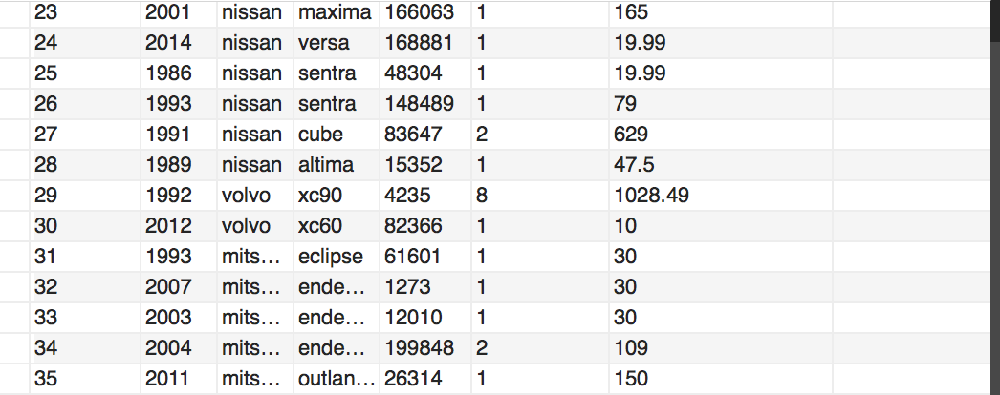 23 2001 nissan maxima 166063 1 165
24 2014 nissan versa 168881 1 19.99
25 1986 nissan sentra 48304 1 19.99
26 1993 nissan sentra 148489 1 79
27 1991 nissan cube 83647 2 629
28 1989 nissan altima 15352 1 47.5
29 1992 volvo xc90 4235 8 1028.49
30 2012 volvo xc60 82366 1 10
31 1993 mits… eclipse 61601 1 30
32 2007 mits… ende… 1273 1 30
33 2003 mits… ende… 12010 1 30
34 2004 mits… ende… 199848 2 109
35 2011 mits… outlan… 26314 1 150